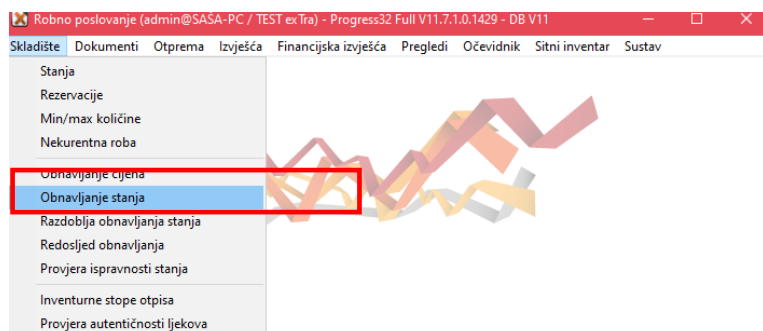 Robno poslovanje (admin@SAŠA-PC / TEST exTra) - Progress32 Full V11.7.1.0.1429 - DB V11
Skladište Dokumenti Otprema Izvješća Financijska izvješća Pregledi Očevidnik Sitni inventar Sustav
Stanja
Rezervacije
Min/max količine
Nekurentna roba
Obnavljanje cijena
Obnavljanje stanja
Razdoblja obnavljanja stanja
Redosljed obnavljanja
Provjera ispravnosti stanja
Inventurne stope otpisa
Provjera autentičnosti ljekova